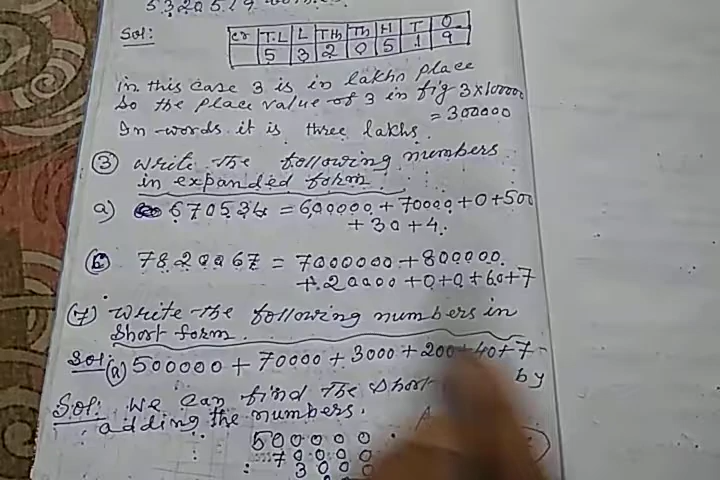 5320519
Sol:
Cr T.L L T.Th Th H T O
5 3 2 0 5 1 9
in this case 3 is in lakhs place
So the place value of 3 in fig 3×100000
= 300000
In words it is three lakhs.
③ Write the following numbers
in expanded form.
a) 670534 = 600000 + 70000 + 0 + 500
+ 30 + 4.
b 7820067 = 7000000 + 800000
+ 20000 + 0 + 0 + 60 + 7
(7) Write the following numbers in
Short form.
Sol: (a) 500000 + 70000 + 3000 + 200 + 40 + 7
Sol: We can find the short by
adding the numbers.
500000
70000
3000